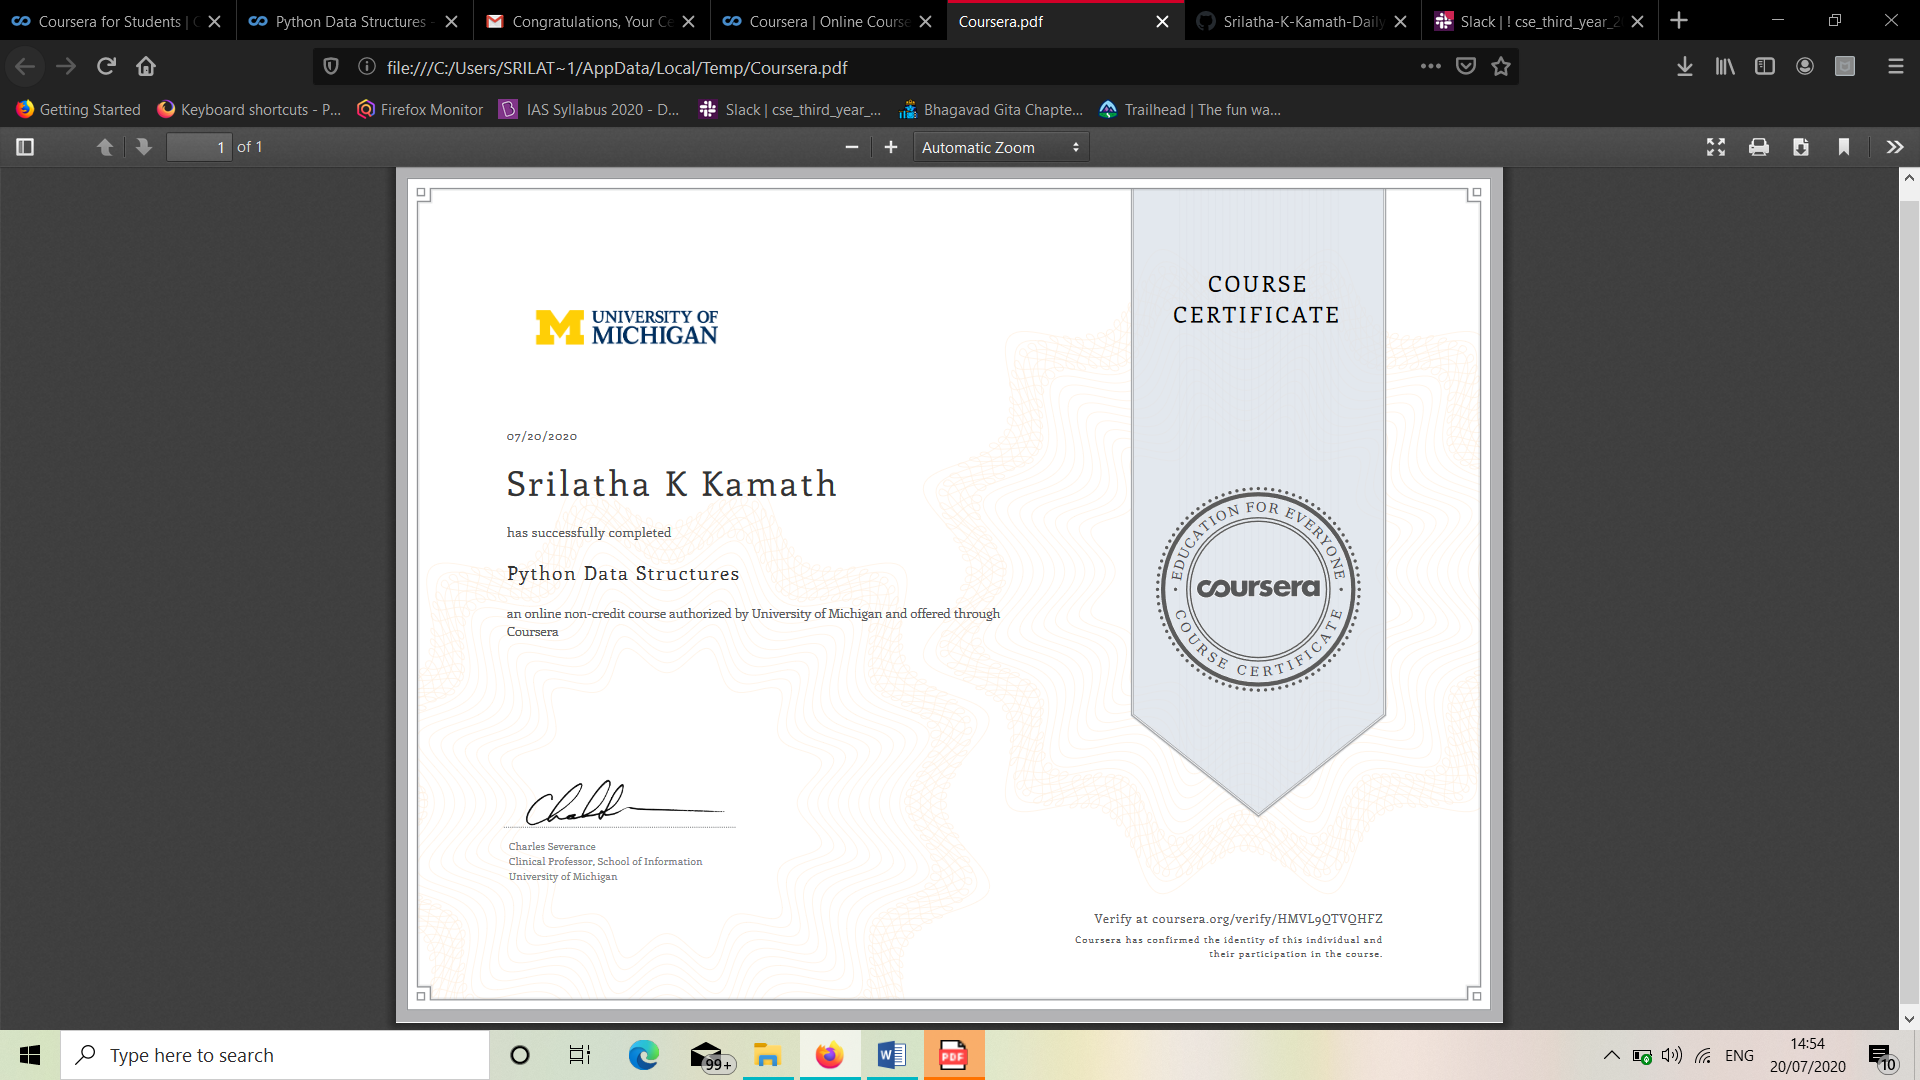 Coursera for Students | C
Python Data Structures -
Congratulations, Your Ce
Coursera | Online Course
Coursera.pdf
Srilatha-K-Kamath-Daily
Slack | ! cse_third_year_2
file:///C:/Users/SRILAT~1/AppData/Local/Temp/Coursera.pdf
Getting Started
Keyboard shortcuts - P...
Firefox Monitor
IAS Syllabus 2020 - D...
Slack | cse_third_year_...
Bhagavad Gita Chapte...
Trailhead | The fun wa...
1 of 1
Automatic Zoom
COURSE
CERTIFICATE
M UNIVERSITY OF
MICHIGAN
07/20/2020
Srilatha K Kamath
has successfully completed
Python Data Structures
an online non-credit course authorized by University of Michigan and offered through
Coursera
EDUCATION FOR EVERYONE
coursera
COURSE CERTIFICATE
Charles Severance
Clinical Professor, School of Information
University of Michigan
Verify at coursera.org/verify/HMVL9QTVQHFZ
Coursera has confirmed the identity of this individual and
their participation in the course.
Type here to search
99+
PDF
ENG
14:54
20/07/2020
10